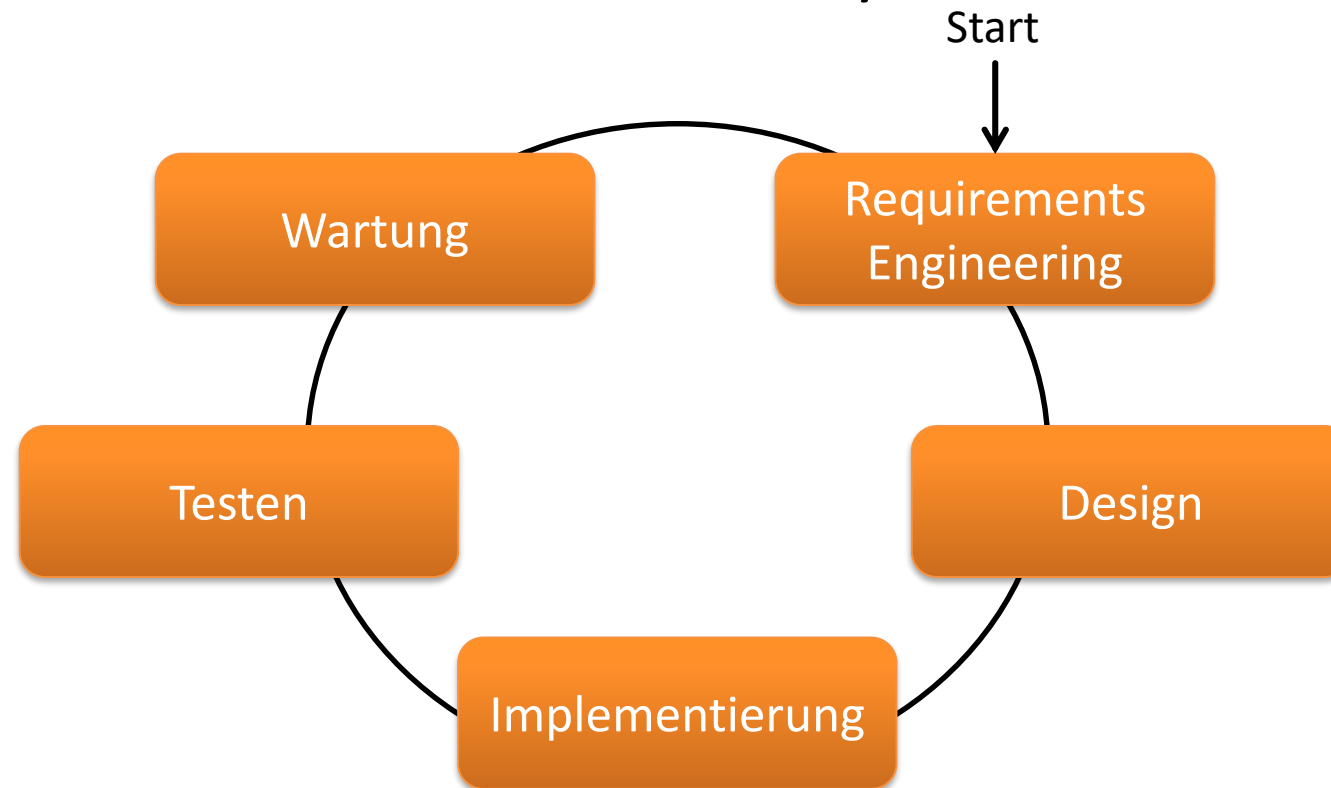 Start
Requirements
Engineering
Wartung
Testen
Design
Implementierung